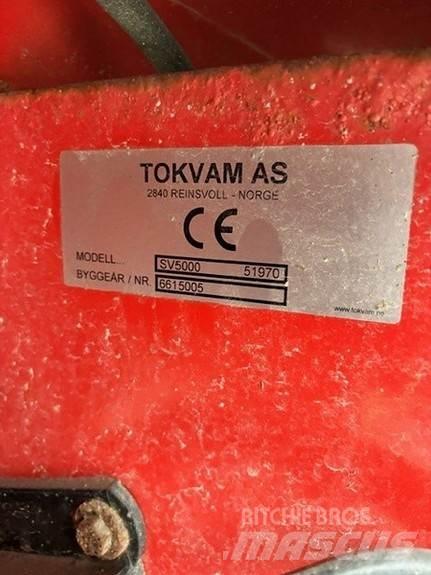 TOKVAM AS
2840 REINSVOLL - NORGE
CE
MODELL... SV5000 51970
BYGGEÅR / NR. 6615005
www.tokvam.no
RITCHIE BROS.
MASCUS